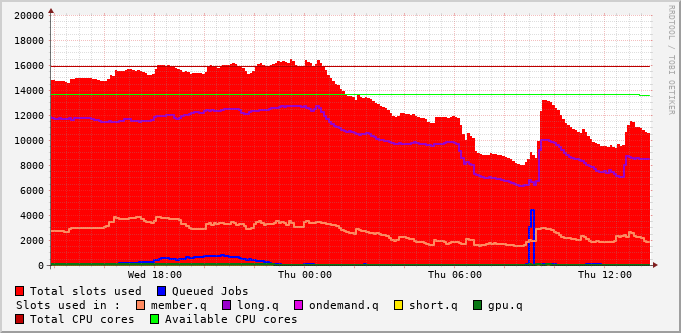 20000
18000
16000
14000
12000
10000
8000
6000
4000
2000
0
Wed 18:00 Thu 00:00 Thu 06:00 Thu 12:00
Total slots used Queued Jobs
Slots used in : member.q long.q ondemand.q short.q gpu.q
Total CPU cores Available CPU cores
RRDTOOL / TOBI OETIKER